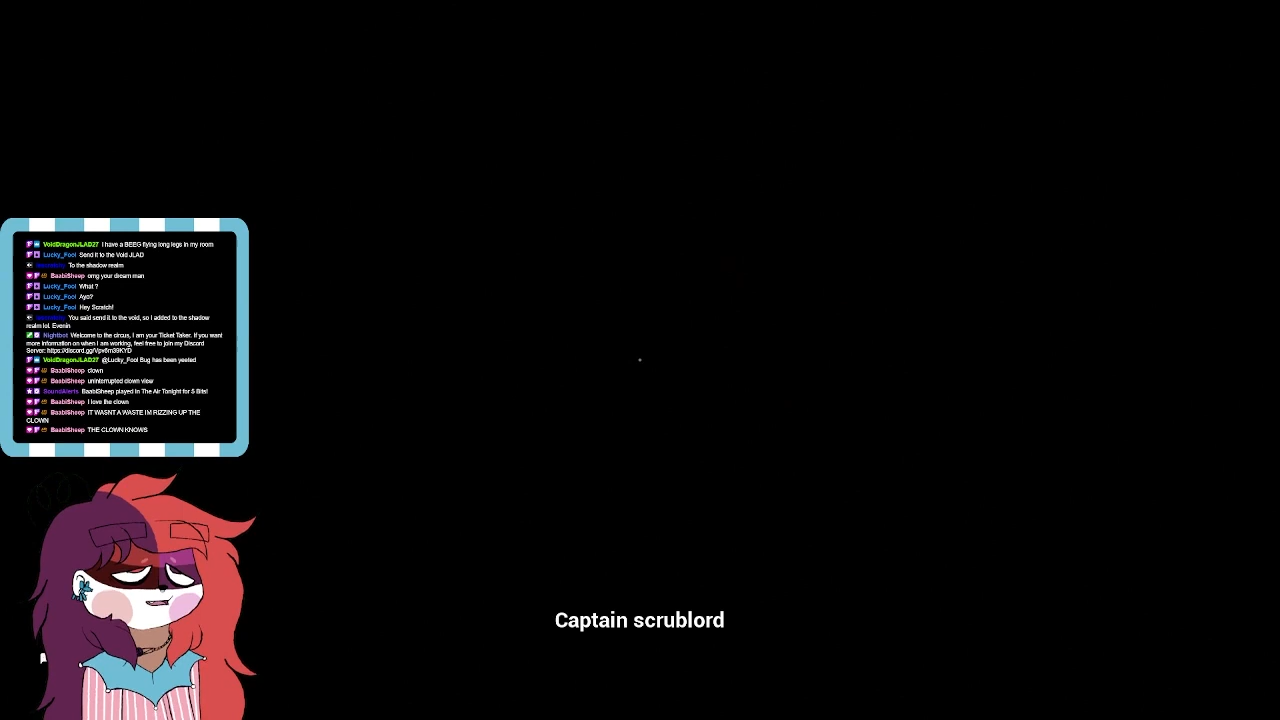 VoidDragonJLAD27 I have a BEEG flying long legs in my room
Lucky_Fool Send it to the Void JLAD
To the shadow realm
BaabiSheep omg your dream man
Lucky_Fool What ?
Lucky_Fool Ayo?
Lucky_Fool Hey Scratch!
You said send it to the void, so I added to the shadow
realm lol. Evenin
Nightbot Welcome to the circus, I am your Ticket Taker. If you want
more information on when I am working, feel free to join my Discord
Server: https://discord.gg/Vpv6m39KYD
VoidDragonJLAD27 @Lucky_Fool Bug has been yeeted
BaabiSheep clown
BaabiSheep uninterrupted clown view
SoundAlerts BaabiSheep played In The Air Tonight for 5 Bits!
BaabiSheep I love the clown
BaabiSheep IT WASNT A WASTE IM RIZZING UP THE
CLOWN
BaabiSheep THE CLOWN KNOWS
Captain scrublord